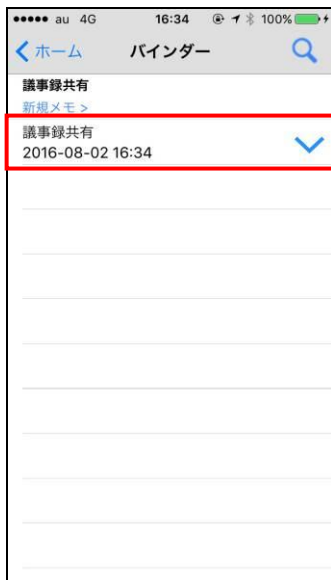 ●●●●● au 4G 16:34 100%
ホーム バインダー
議事録共有
新規メモ >
議事録共有
2016-08-02 16:34